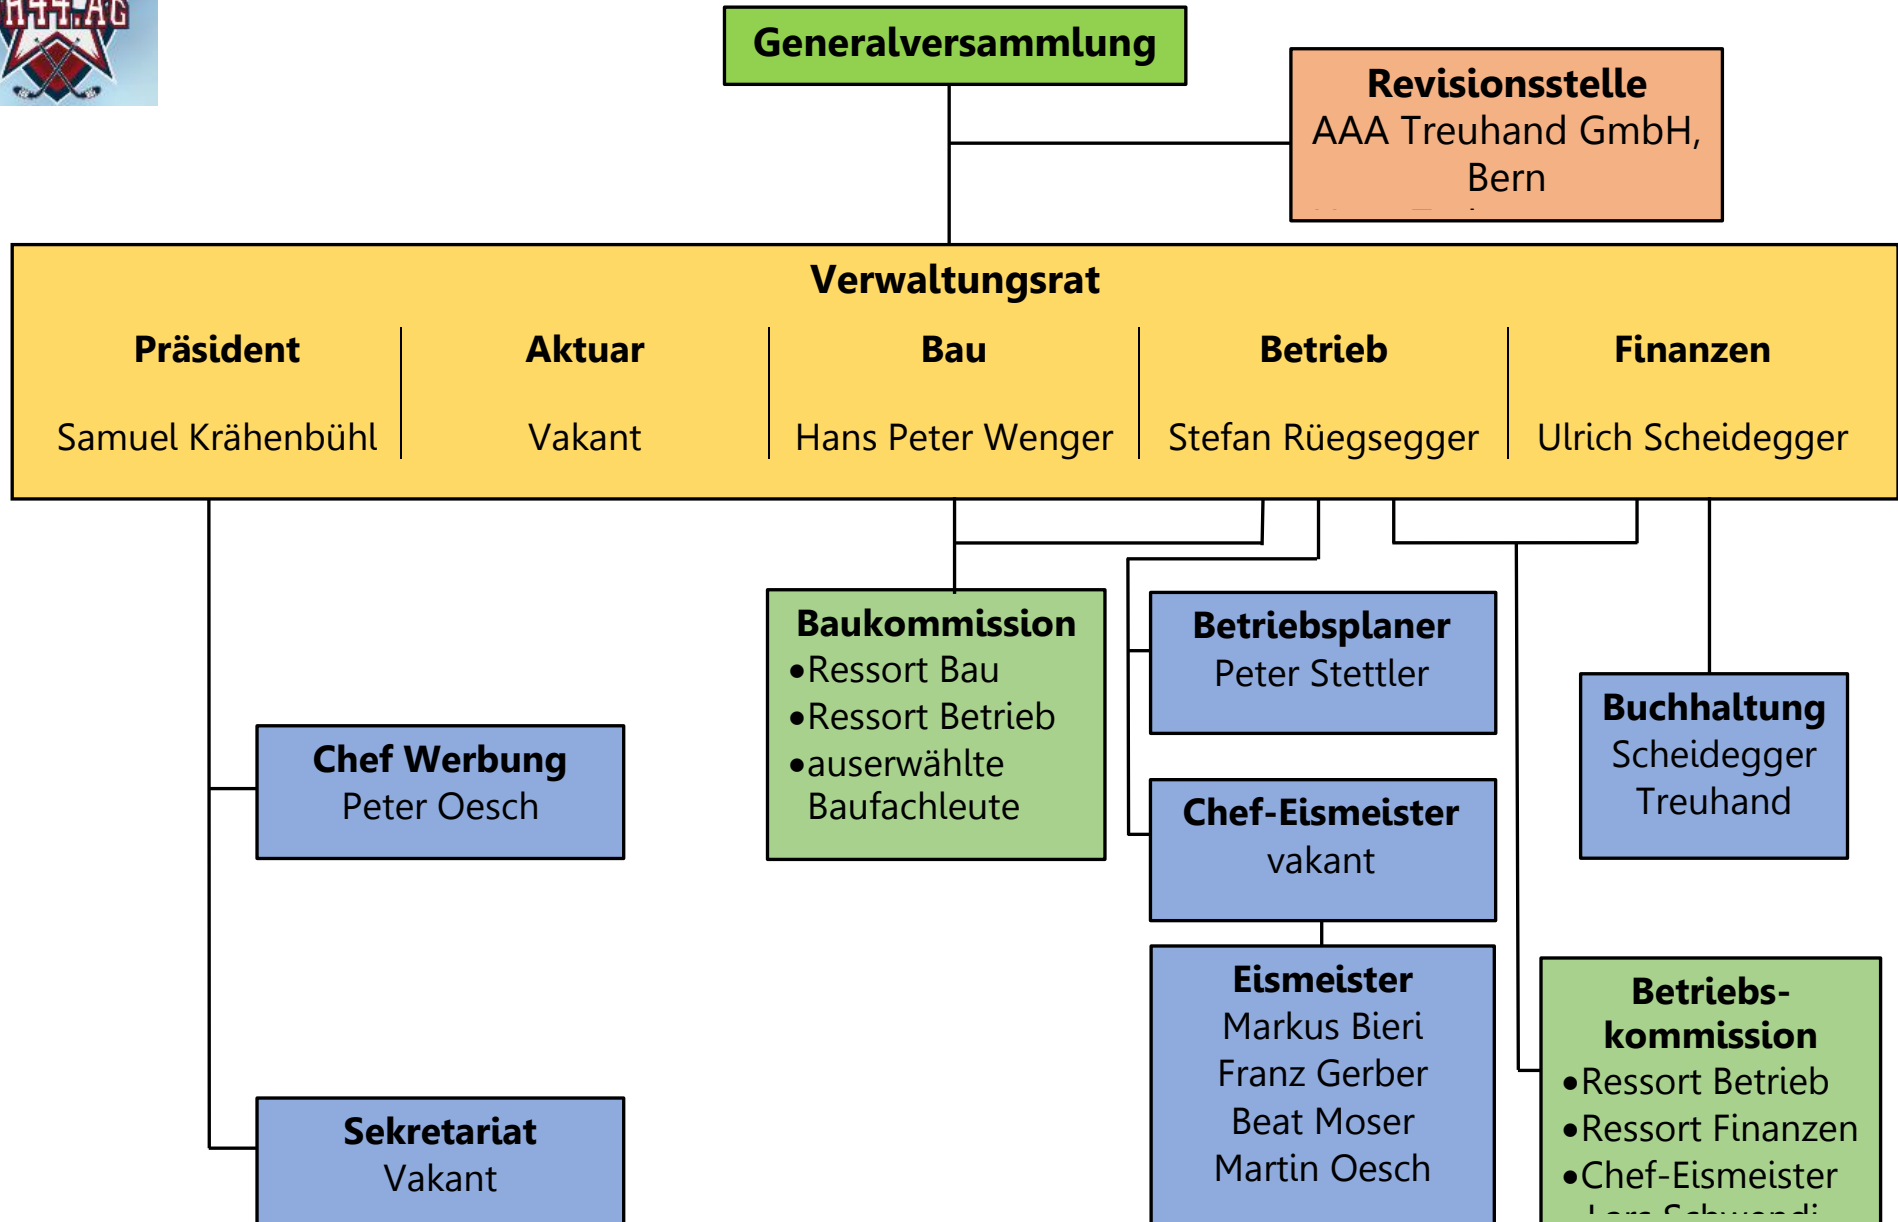 Generalversammlung
Revisionsstelle
AAA Treuhand GmbH,
Bern
Verwaltungsrat
Präsident
Aktuar
Bau
Betrieb
Finanzen
Samuel Krähenbühl
Vakant
Hans Peter Wenger
Stefan Rüegsegger
Ulrich Scheidegger
Chef Werbung
Peter Oesch
Sekretariat
Vakant
Baukommission
•Ressort Bau
•Ressort Betrieb
•auserwählte
Baufachleute
Betriebsplaner
Peter Stettler
Chef-Eismeister
vakant
Eismeister
Markus Bieri
Franz Gerber
Beat Moser
Martin Oesch
Buchhaltung
Scheidegger
Treuhand
Betriebs-
kommission
•Ressort Betrieb
•Ressort Finanzen
•Chef-Eismeister